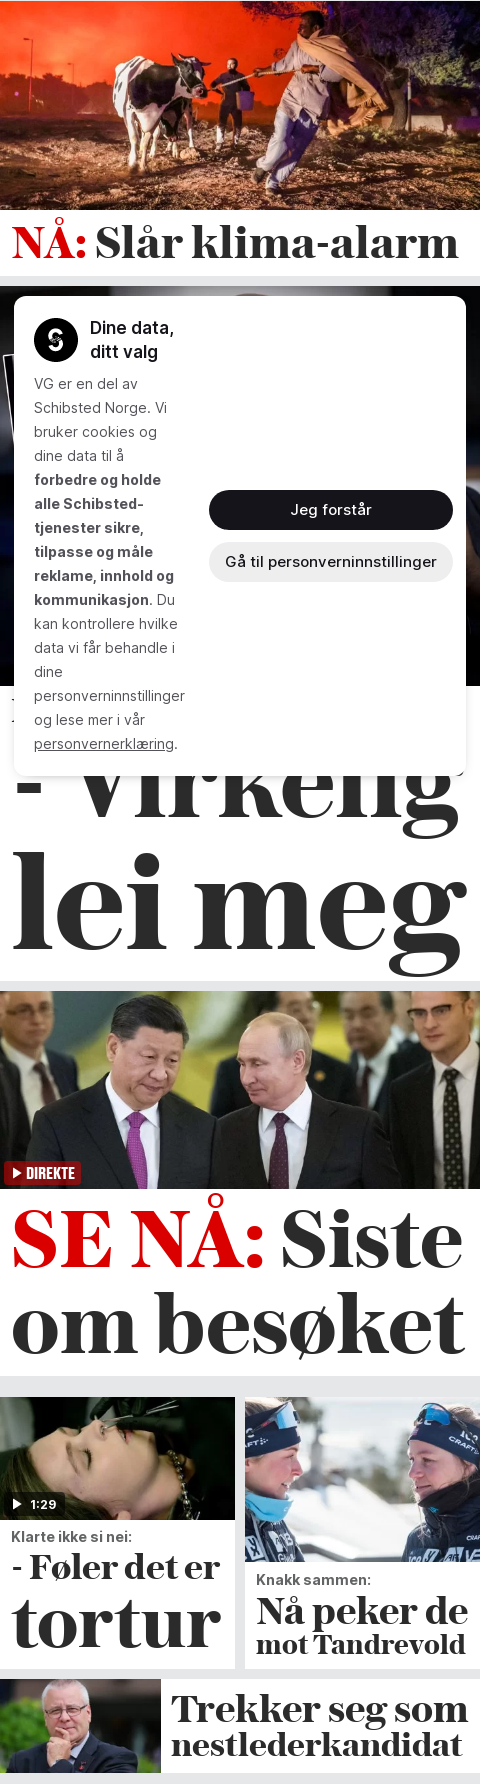 NÅ: Slår klima-alarm
Dine data,
ditt valg
VG er en del av
Schibsted Norge. Vi
bruker cookies og
dine data til å
forbedre og holde
alle Schibsted-
tjenester sikre,
tilpasse og måle
reklame, innhold og
kommunikasjon. Du
kan kontrollere hvilke
data vi får behandle i
dine
personverninnstillinger
og lese mer i vår
personvernerklæring.
Jeg forstår
Gå til personverninnstillinger
- Virkelig
lei meg
DIREKTE
SE NÅ: Siste
om besøket
1:29
Klarte ikke si nei:
- Føler det er
tortur
CRAFT
CRAFT
Knakk sammen:
Nå peker de
mot Tandrevold
Trekker seg som
nestlederkandidat